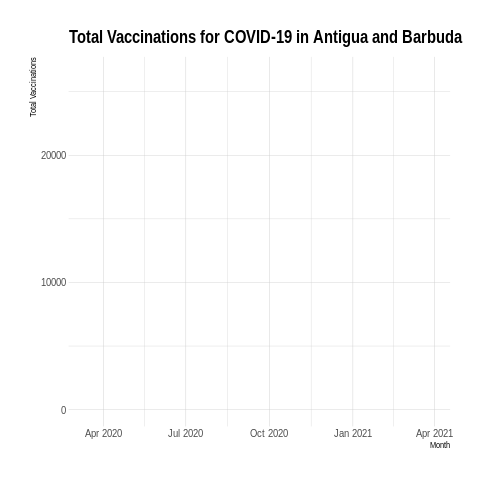 Total Vaccinations for COVID-19 in Antigua and Barbuda
Total Vaccinations
20000
10000
0
Apr 2020 Jul 2020 Oct 2020 Jan 2021 Apr 2021
Month